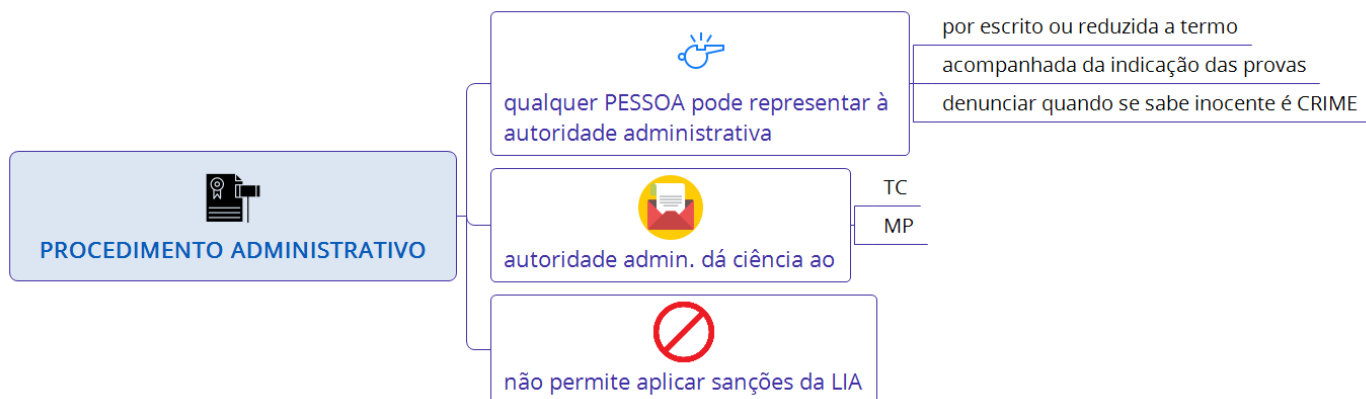 PROCEDIMENTO ADMINISTRATIVO
qualquer PESSOA pode representar à
autoridade administrativa
por escrito ou reduzida a termo
acompanhada da indicação das provas
denunciar quando se sabe inocente é CRIME
autoridade admin. dá ciência ao
TC
MP
não permite aplicar sanções da LIA